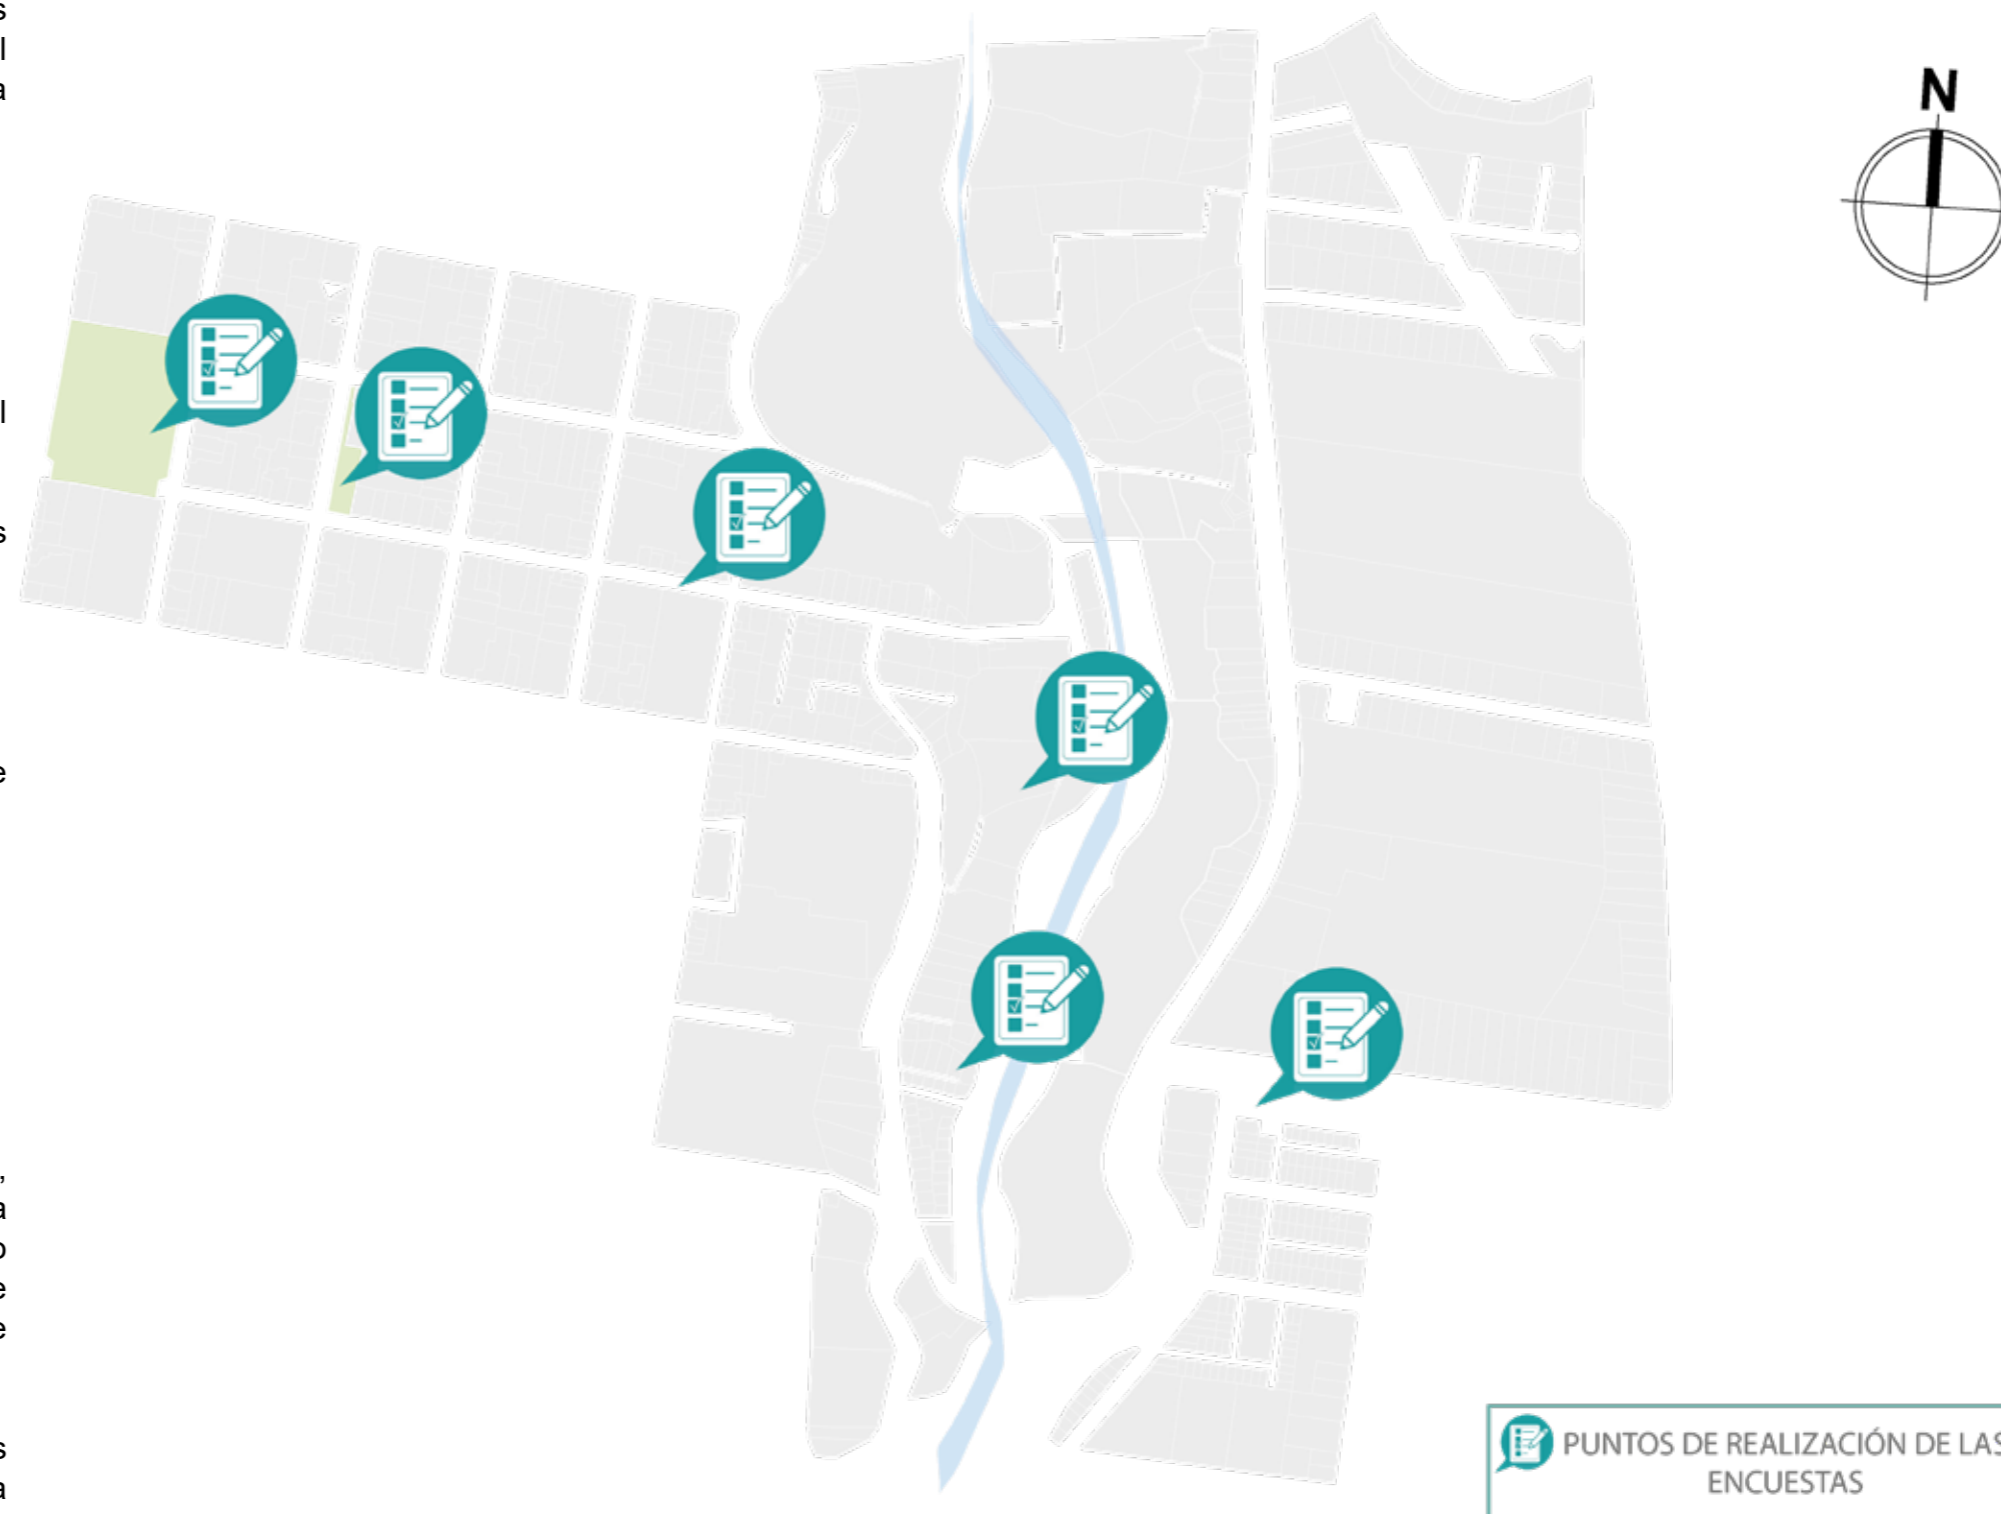 s
l
a
N
l
s
e
,
a
o
e
e
s
a
PUNTOS DE REALIZACIÓN DE LAS
ENCUESTAS